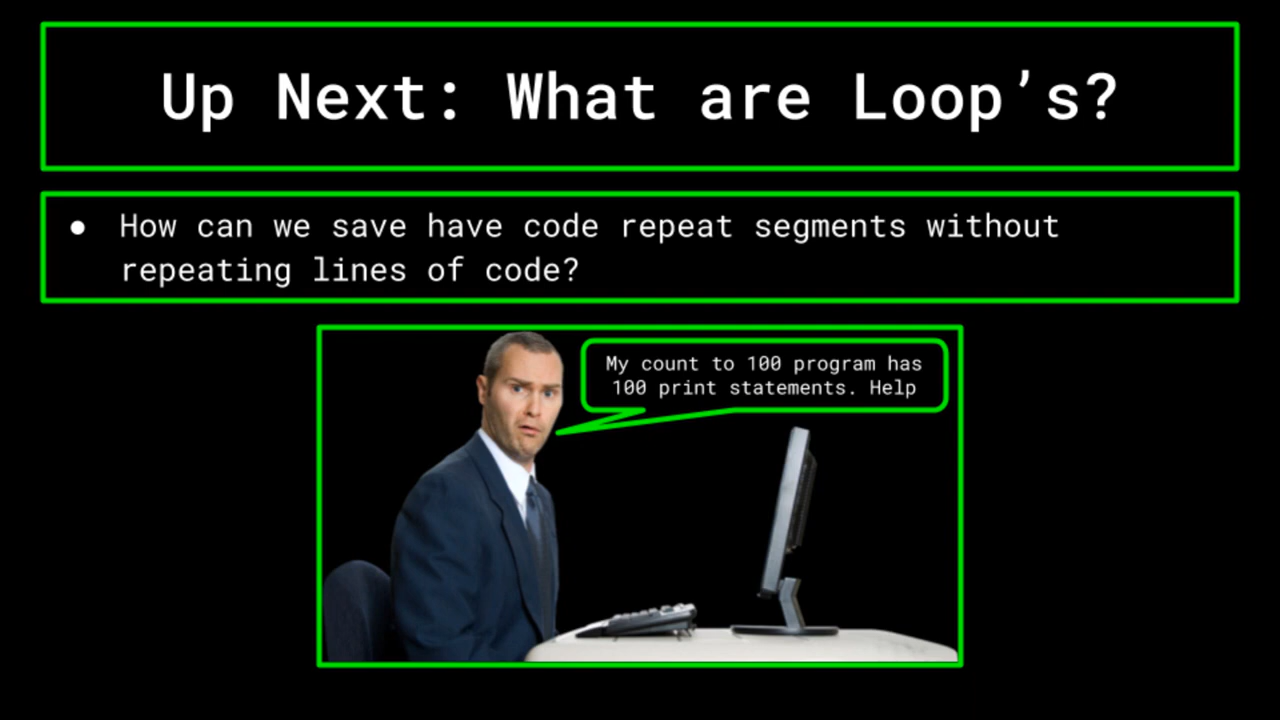 Up Next: What are Loop’s?
● How can we save have code repeat segments without
repeating lines of code?
My count to 100 program has
100 print statements. Help